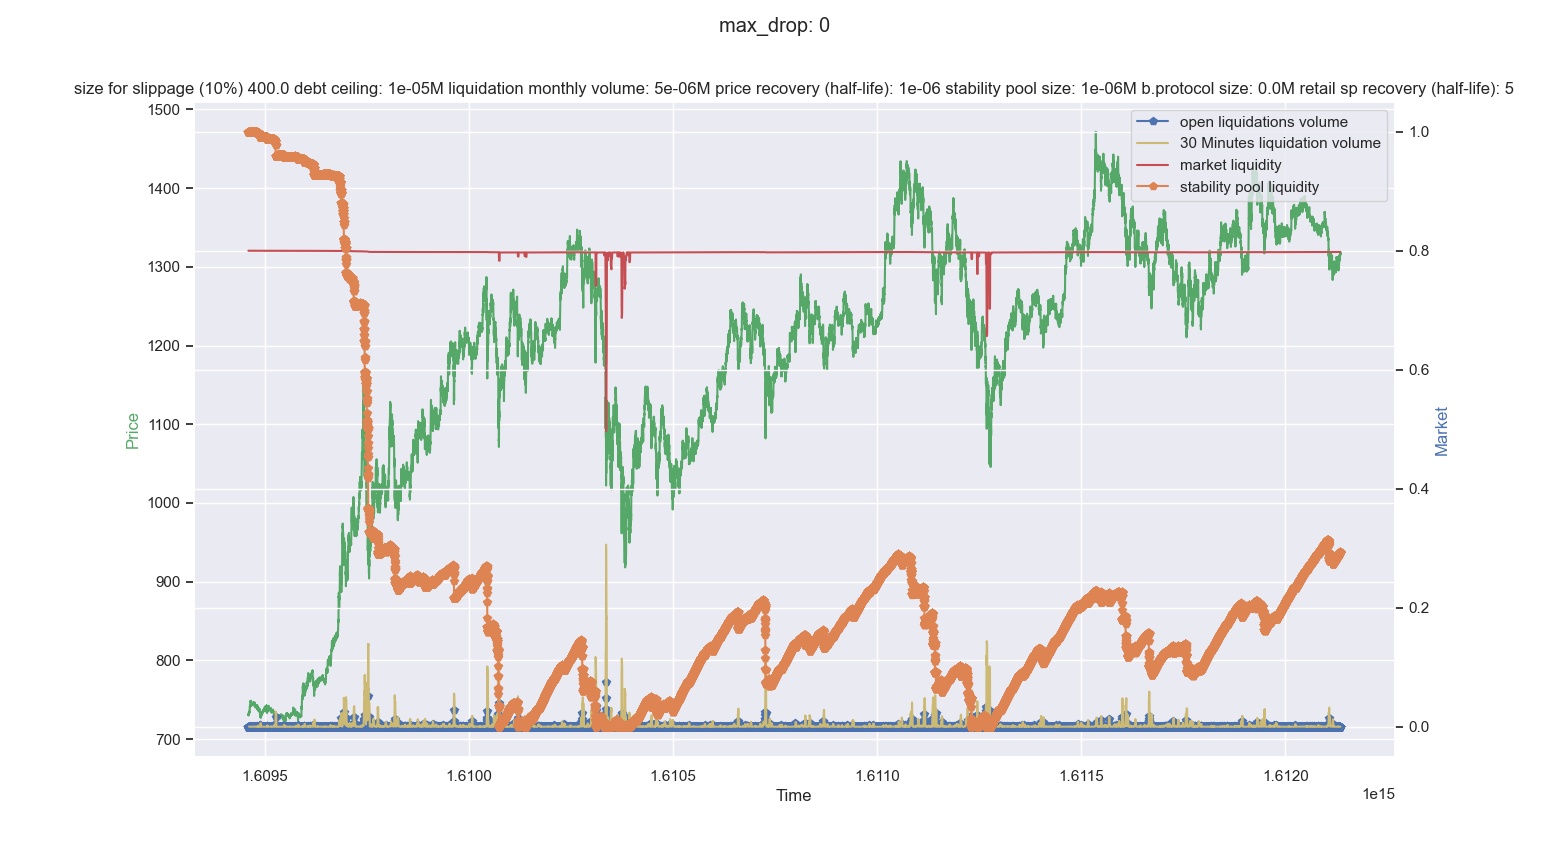 max_drop: 0
size for slippage (10%) 400.0 debt ceiling: 1e-05M liquidation monthly volume: 5e-06M price recovery (half-life): 1e-06 stability pool size: 1e-06M b.protocol size: 0.0M retail sp recovery (half-life): 5
open liquidations volume
30 Minutes liquidation volume
market liquidity
stability pool liquidity
1500
1400
1300
1200
1100
1000
900
800
700
Price
1.0
0.8
0.6
0.4
0.2
0.0
Market
1.6095 1.6100 1.6105 1.6110 1.6115 1.6120
Time
1e15